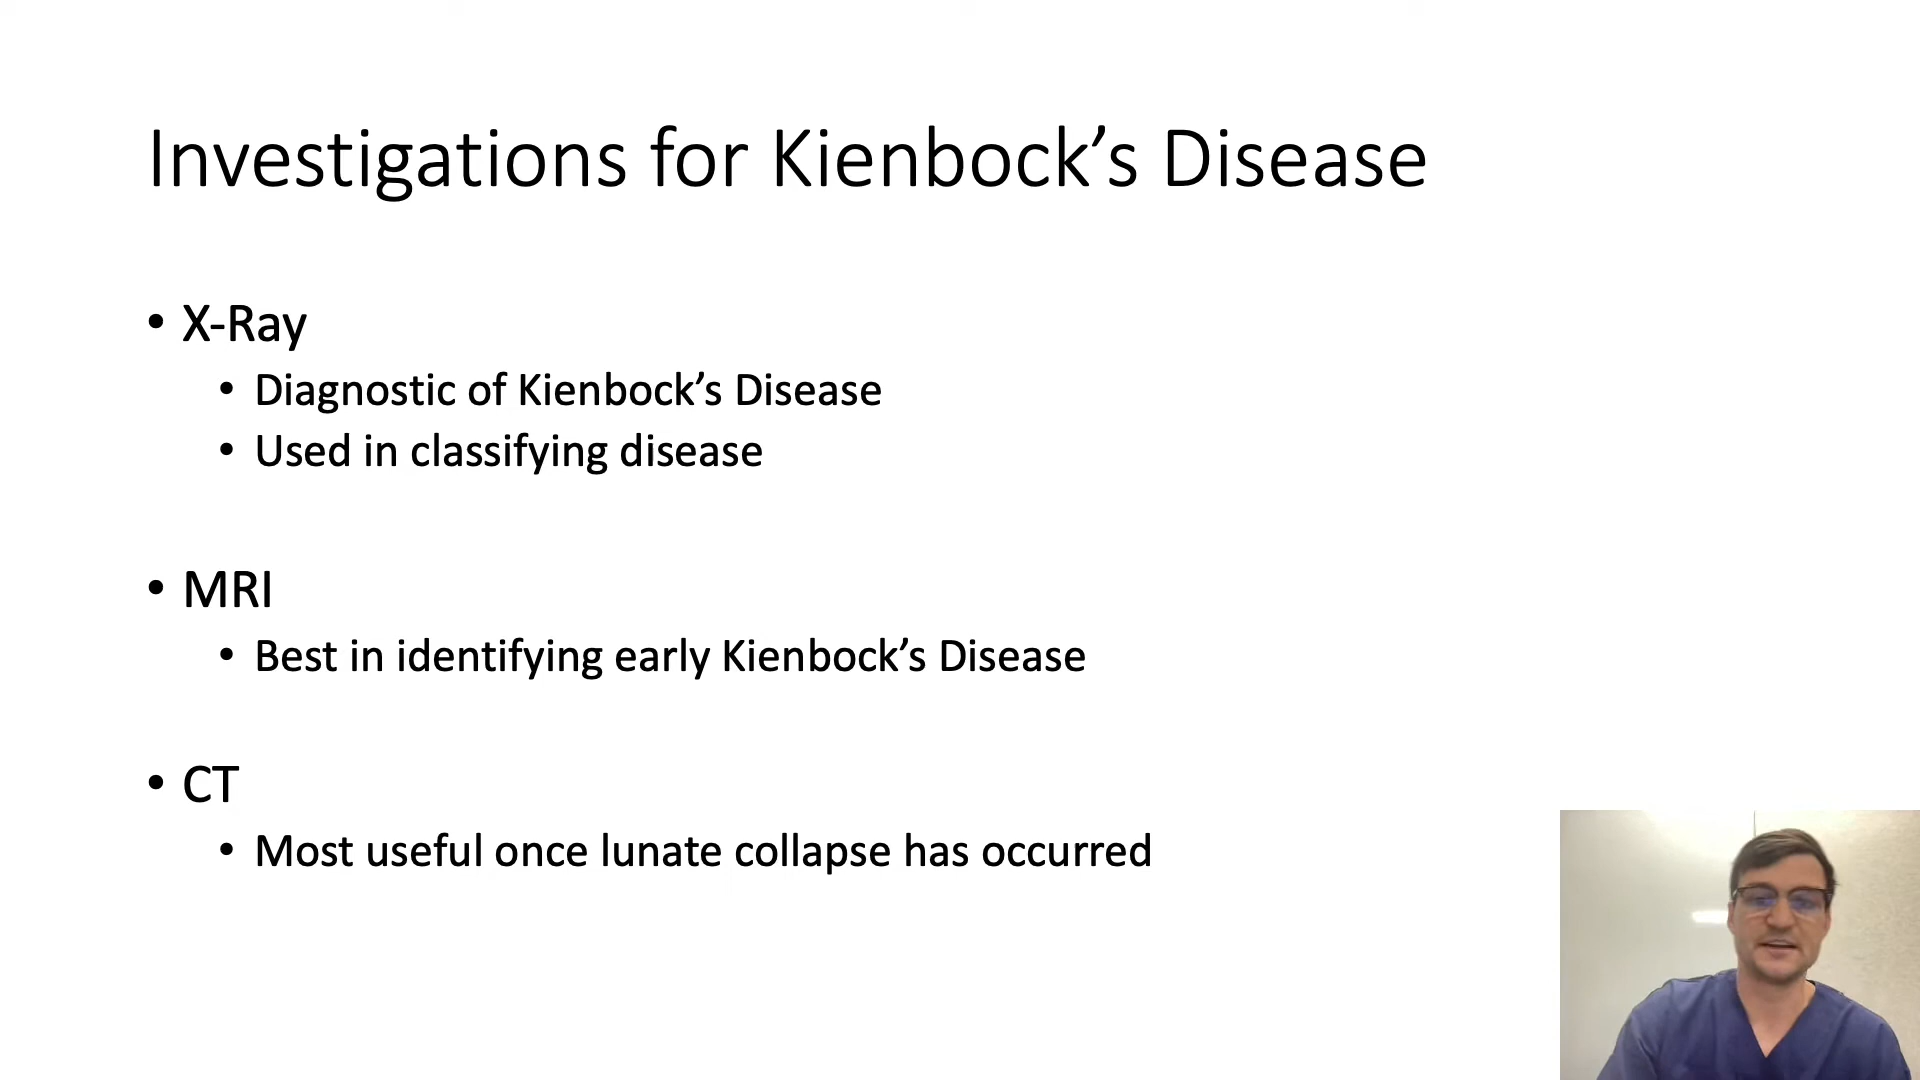 Investigations for Kienbock’s Disease
• X-Ray
• Diagnostic of Kienbock’s Disease
• Used in classifying disease
• MRI
• Best in identifying early Kienbock’s Disease
• CT
• Most useful once lunate collapse has occurred